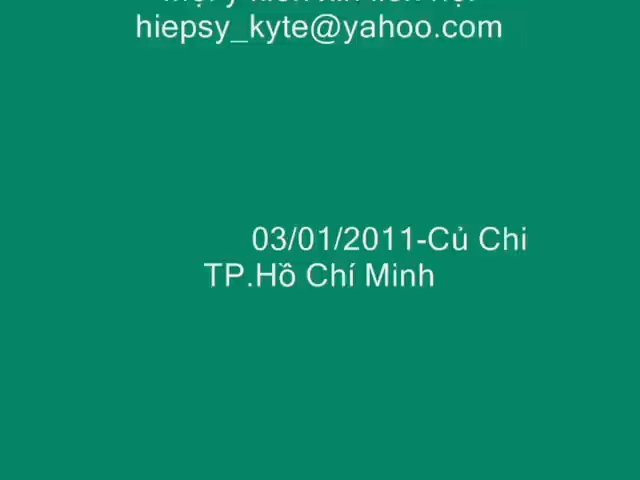 hiepsy_kyte@yahoo.com
03/01/2011-Củ Chi
TP.Hồ Chí Minh